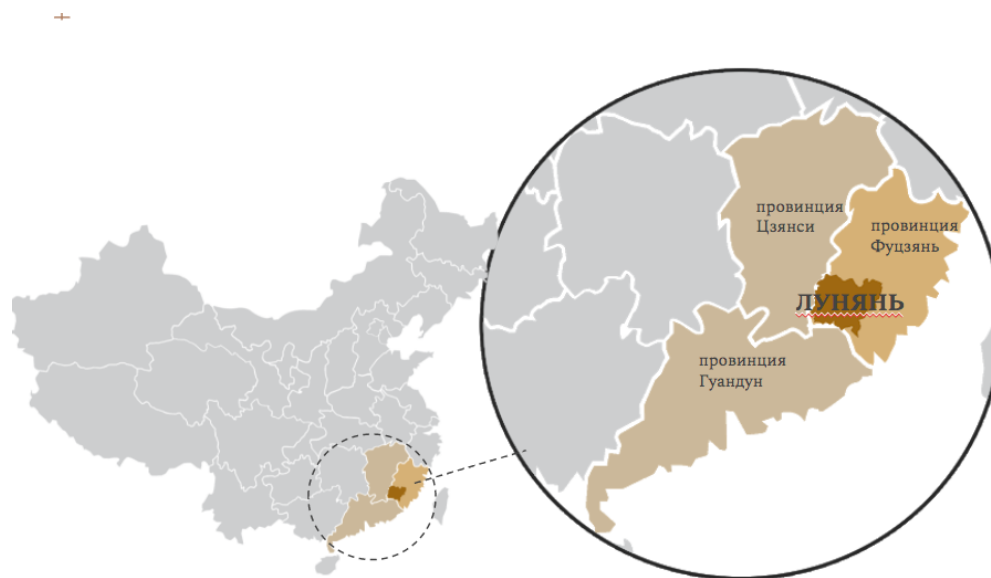 провинция
Цзянси
провинция
Фуцзянь
ЛУНЯНЬ
провинция
Гуандун